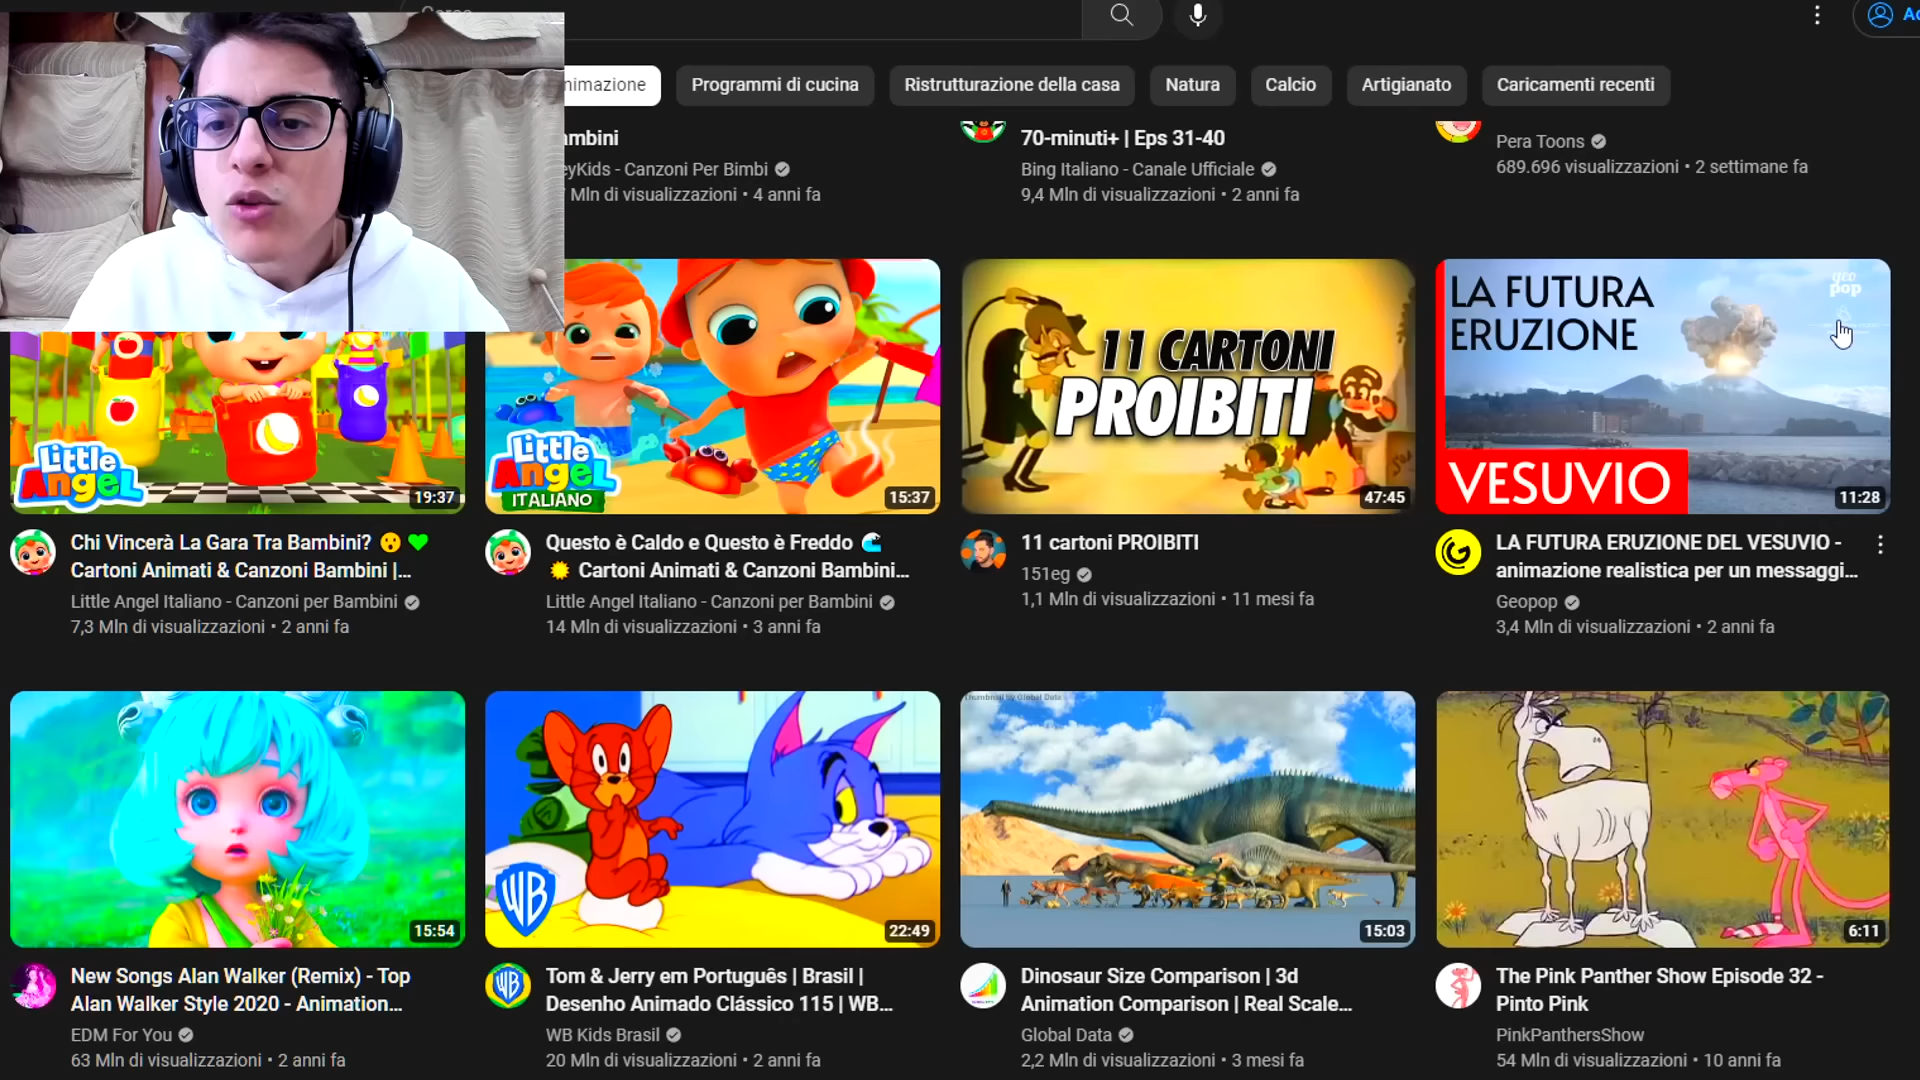 Cerca
nimazione
Programmi di cucina
Ristrutturazione della casa
Natura
Calcio
Artigianato
Caricamenti recenti
ambini
eyKids - Canzoni Per Bimbi
Mln di visualizzazioni • 4 anni fa
70-minuti+ | Eps 31-40
Bing Italiano - Canale Ufficiale
9,4 Mln di visualizzazioni • 2 anni fa
Pera Toons
689.696 visualizzazioni • 2 settimane fa
Little
Angel
19:37
Little
Angel
ITALIANO
15:37
11 CARTONI
PROIBITI
47:45
LA FUTURA
ERUZIONE
geo
pop
VESUVIO
11:28
Chi Vincerà La Gara Tra Bambini? 😮 💚
Cartoni Animati & Canzoni Bambini |...
Little Angel Italiano - Canzoni per Bambini
7,3 Mln di visualizzazioni • 2 anni fa
Questo è Caldo e Questo è Freddo 🌊
☀️ Cartoni Animati & Canzoni Bambini...
Little Angel Italiano - Canzoni per Bambini
14 Mln di visualizzazioni • 3 anni fa
11 cartoni PROIBITI
151eg
1,1 Mln di visualizzazioni • 11 mesi fa
LA FUTURA ERUZIONE DEL VESUVIO -
animazione realistica per un messaggi...
Geopop
3,4 Mln di visualizzazioni • 2 anni fa
15:54
WB
22:49
Thumbnail by Global Data
15:03
6:11
New Songs Alan Walker (Remix) - Top
Alan Walker Style 2020 - Animation...
EDM For You
63 Mln di visualizzazioni • 2 anni fa
Tom & Jerry em Português | Brasil |
Desenho Animado Clássico 115 | WB...
WB Kids Brasil
20 Mln di visualizzazioni • 2 anni fa
Dinosaur Size Comparison | 3d
Animation Comparison | Real Scale...
Global Data
2,2 Mln di visualizzazioni • 3 mesi fa
The Pink Panther Show Episode 32 -
Pinto Pink
PinkPanthersShow
54 Mln di visualizzazioni • 10 anni fa